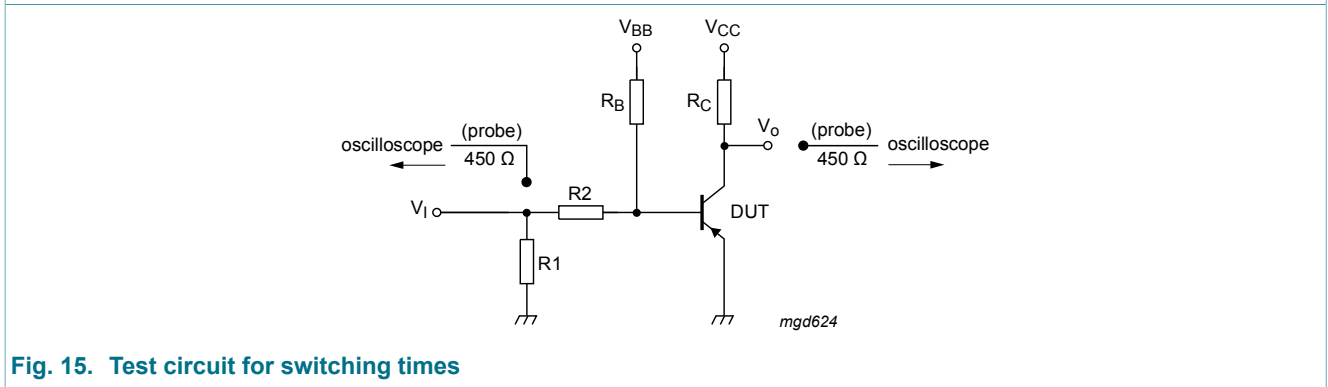 VBB
VCC
RB
RC
Vo
(probe)
450 Ω
oscilloscope
(probe)
450 Ω
oscilloscope
R2
VI
DUT
R1
mgd624
Fig. 15. Test circuit for switching times